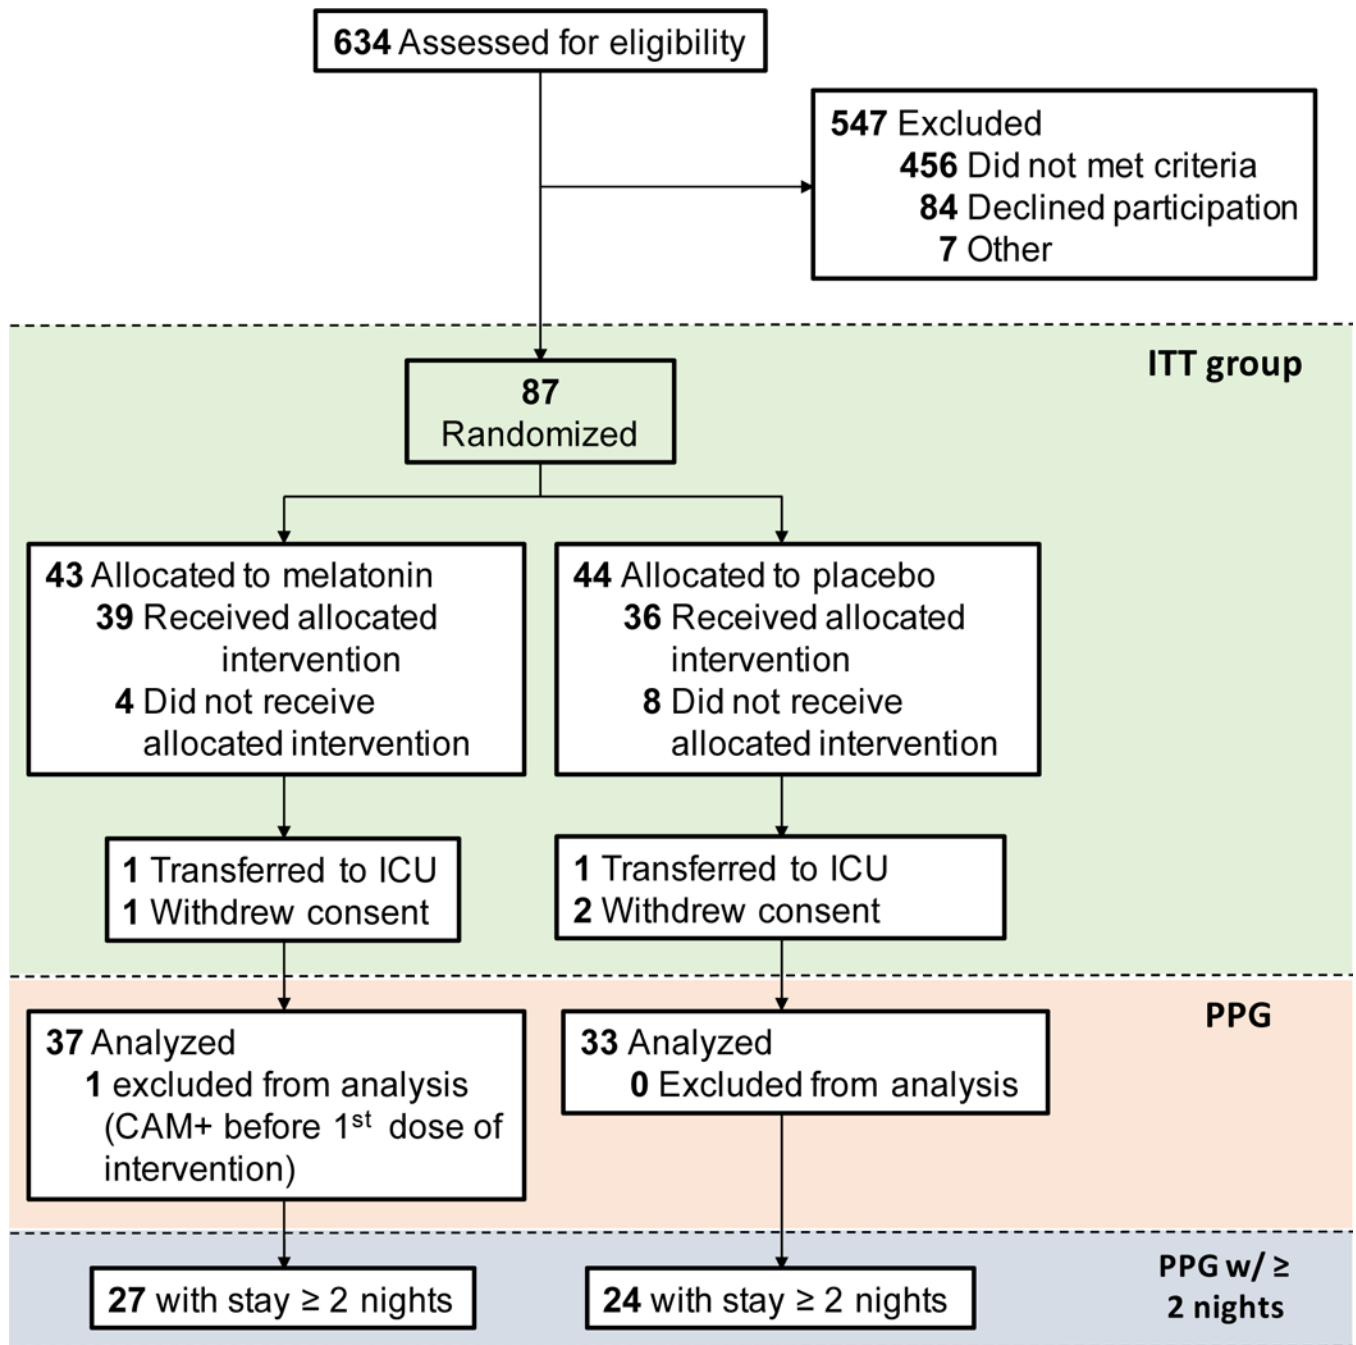 634 Assessed for eligibility
547 Excluded
456 Did not met criteria
84 Declined participation
7 Other
ITT group
87
Randomized
43 Allocated to melatonin
39 Received allocated
intervention
4 Did not receive
allocated intervention
44 Allocated to placebo
36 Received allocated
intervention
8 Did not receive
allocated intervention
1 Transferred to ICU
1 Withdrew consent
1 Transferred to ICU
2 Withdrew consent
PPG
37 Analyzed
1 excluded from analysis
(CAM+ before 1st dose of
intervention)
33 Analyzed
0 Excluded from analysis
PPG w/ ≥
2 nights
27 with stay ≥ 2 nights
24 with stay ≥ 2 nights